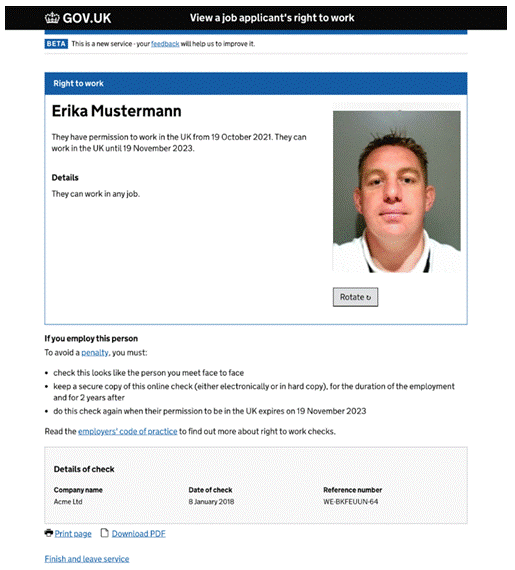 GOV.UK
View a job applicant's right to work
BETA This is a new service - your feedback will help us to improve it.
Right to work
Erika Mustermann
They have permission to work in the UK from 19 October 2021. They can
work in the UK until 19 November 2023.
Details
They can work in any job.
Rotate ↻
If you employ this person
To avoid a penalty, you must:
• check this looks like the person you meet face to face
• keep a secure copy of this online check (either electronically or in hard copy), for the duration of the employment
and for 2 years after
• do this check again when their permission to be in the UK expires on 19 November 2023
Read the employers' code of practice to find out more about right to work checks.
Details of check
Company name Date of check Reference number
Acme Ltd 8 January 2018 WE-BKFEUUN-64
Print page Download PDF
Finish and leave service